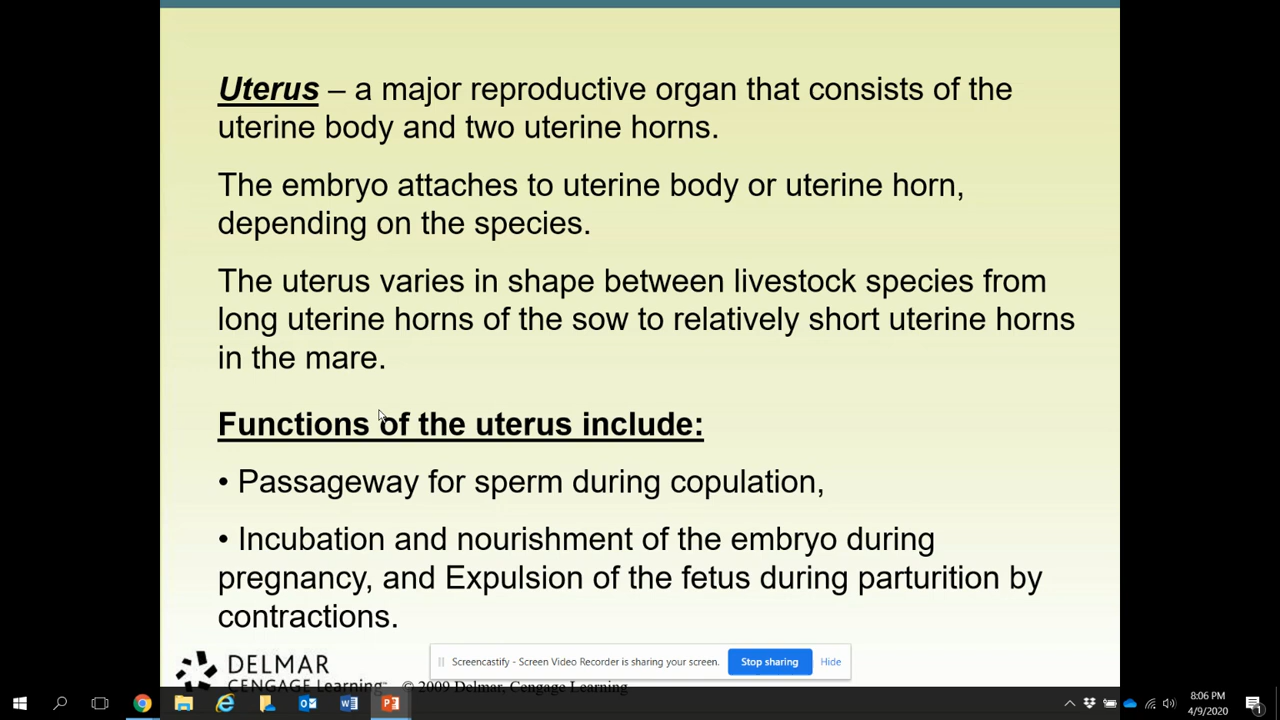 Uterus – a major reproductive organ that consists of the
uterine body and two uterine horns.
The embryo attaches to uterine body or uterine horn,
depending on the species.
The uterus varies in shape between livestock species from
long uterine horns of the sow to relatively short uterine horns
in the mare.
Functions of the uterus include:
• Passageway for sperm during copulation,
• Incubation and nourishment of the embryo during
pregnancy, and Expulsion of the fetus during parturition by
contractions.
Screencastify - Screen Video Recorder is sharing your screen. Stop sharing Hide
DELMAR
CENGAGE Learning
© 2009 Delmar, Cengage Learning
8:06 PM
4/9/2020
1